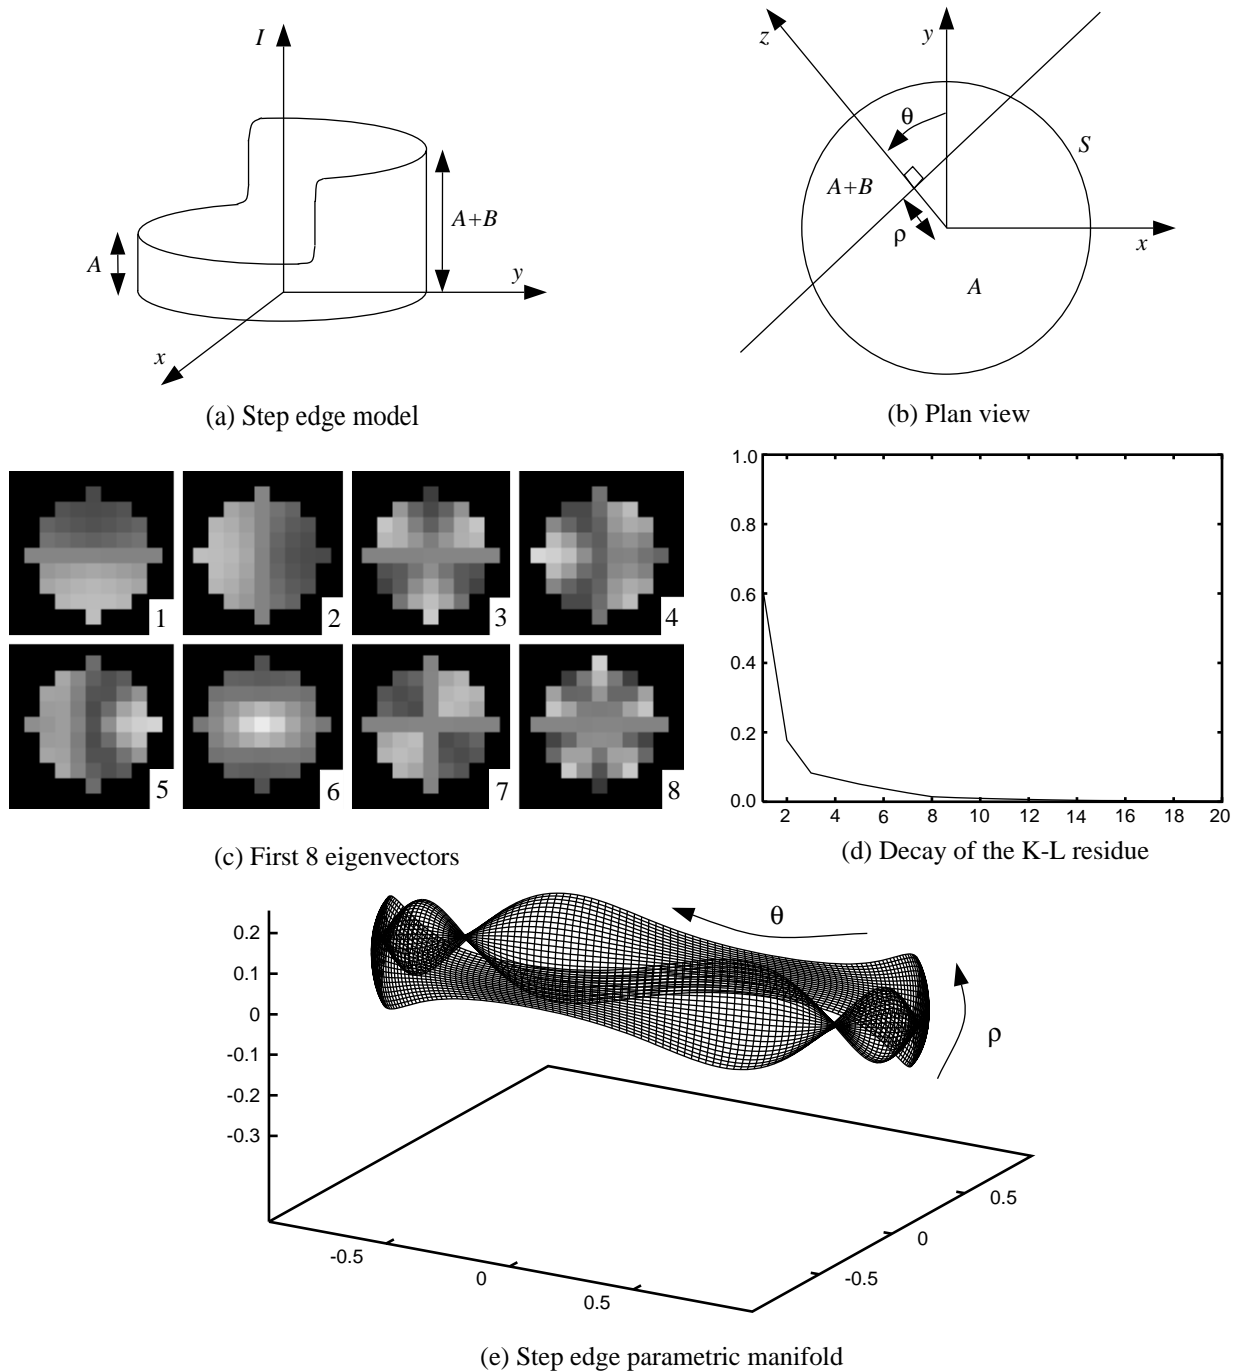 I
A+B
A
y
x
(a) Step edge model
z
y
θ
S
A+B
ρ
x
A
(b) Plan view
1
2
3
4
5
6
7
8
(c) First 8 eigenvectors
1.0
0.8
0.6
0.4
0.2
0.0
2 4 6 8 10 12 14 16 18 20
(d) Decay of the K-L residue
θ
ρ
0.2
0.1
0
-0.1
-0.2
-0.3
-0.5
0
0.5
-0.5
0
0.5
(e) Step edge parametric manifold